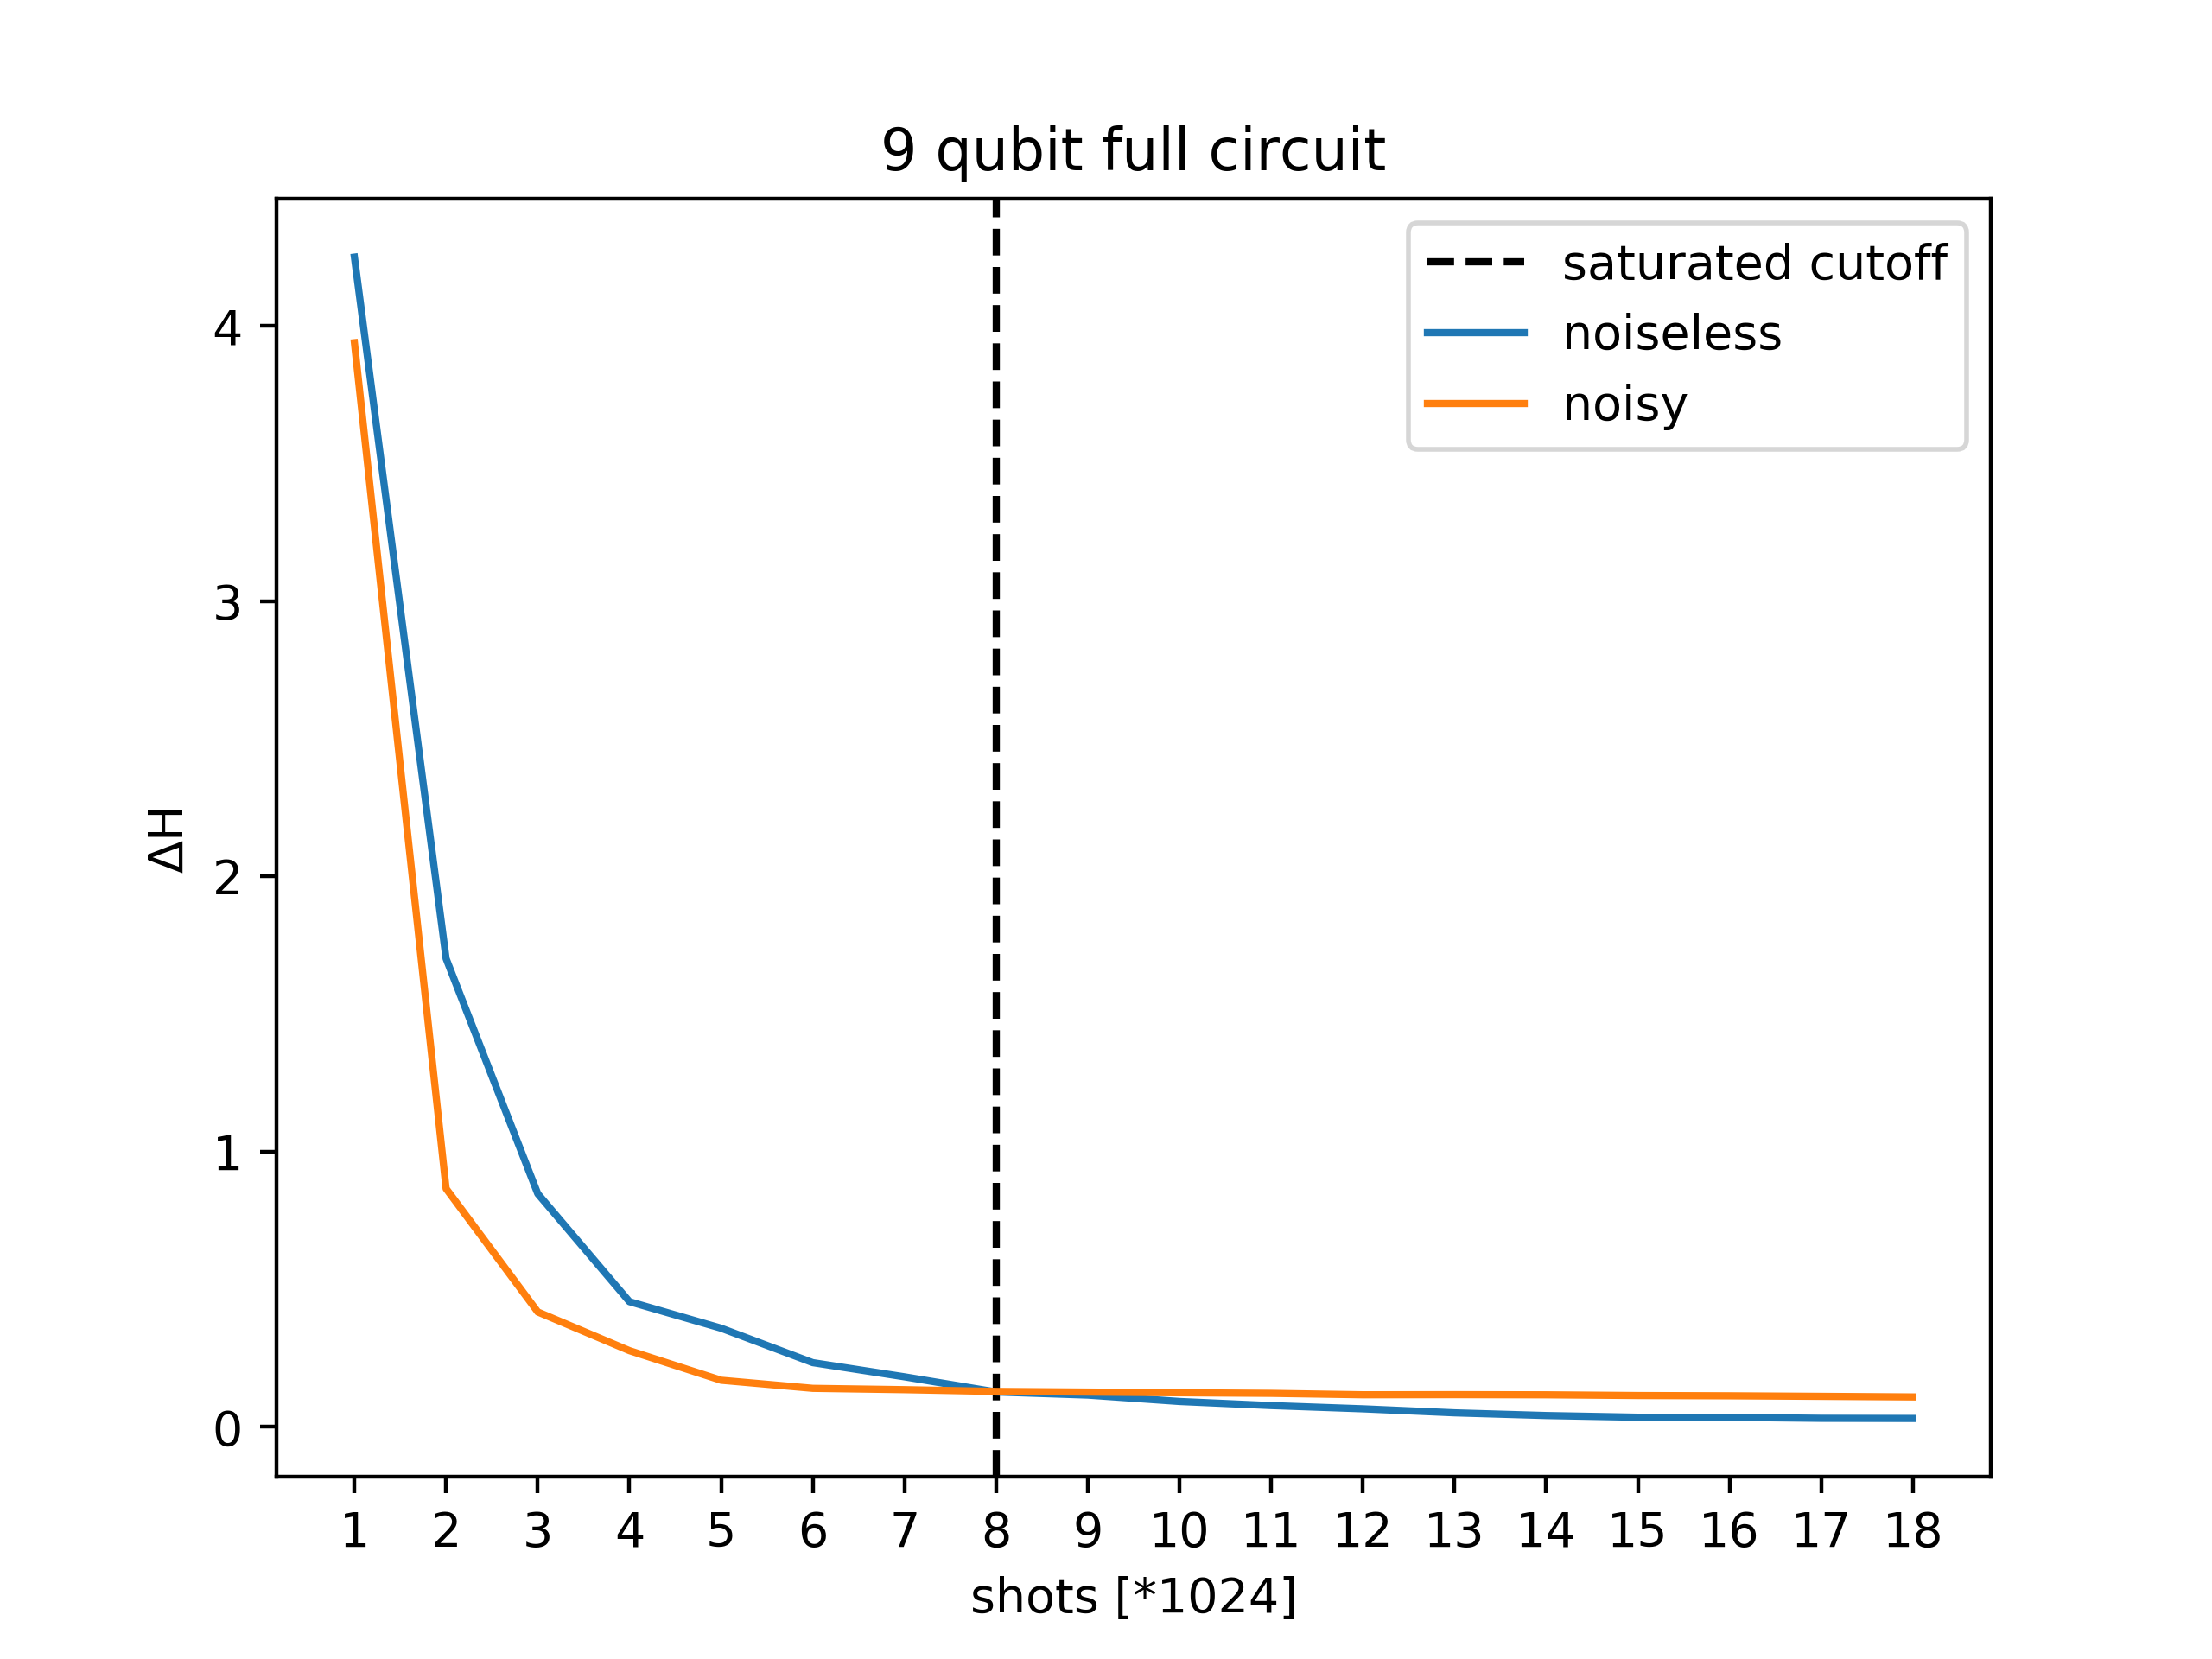 9 qubit full circuit
saturated cutoff
noiseless
noisy
4
3
2
1
0
ΔH
1 2 3 4 5 6 7 8 9 10 11 12 13 14 15 16 17 18
shots [*1024]